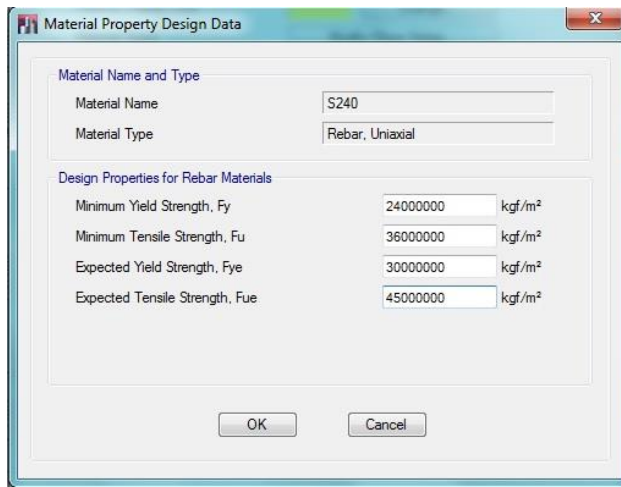 Material Property Design Data
Material Name and Type
Material Name S240
Material Type Rebar, Uniaxial
Design Properties for Rebar Materials
Minimum Yield Strength, Fy 24000000 kgf/m²
Minimum Tensile Strength, Fu 36000000 kgf/m²
Expected Yield Strength, Fye 30000000 kgf/m²
Expected Tensile Strength, Fue 45000000 kgf/m²
OK Cancel